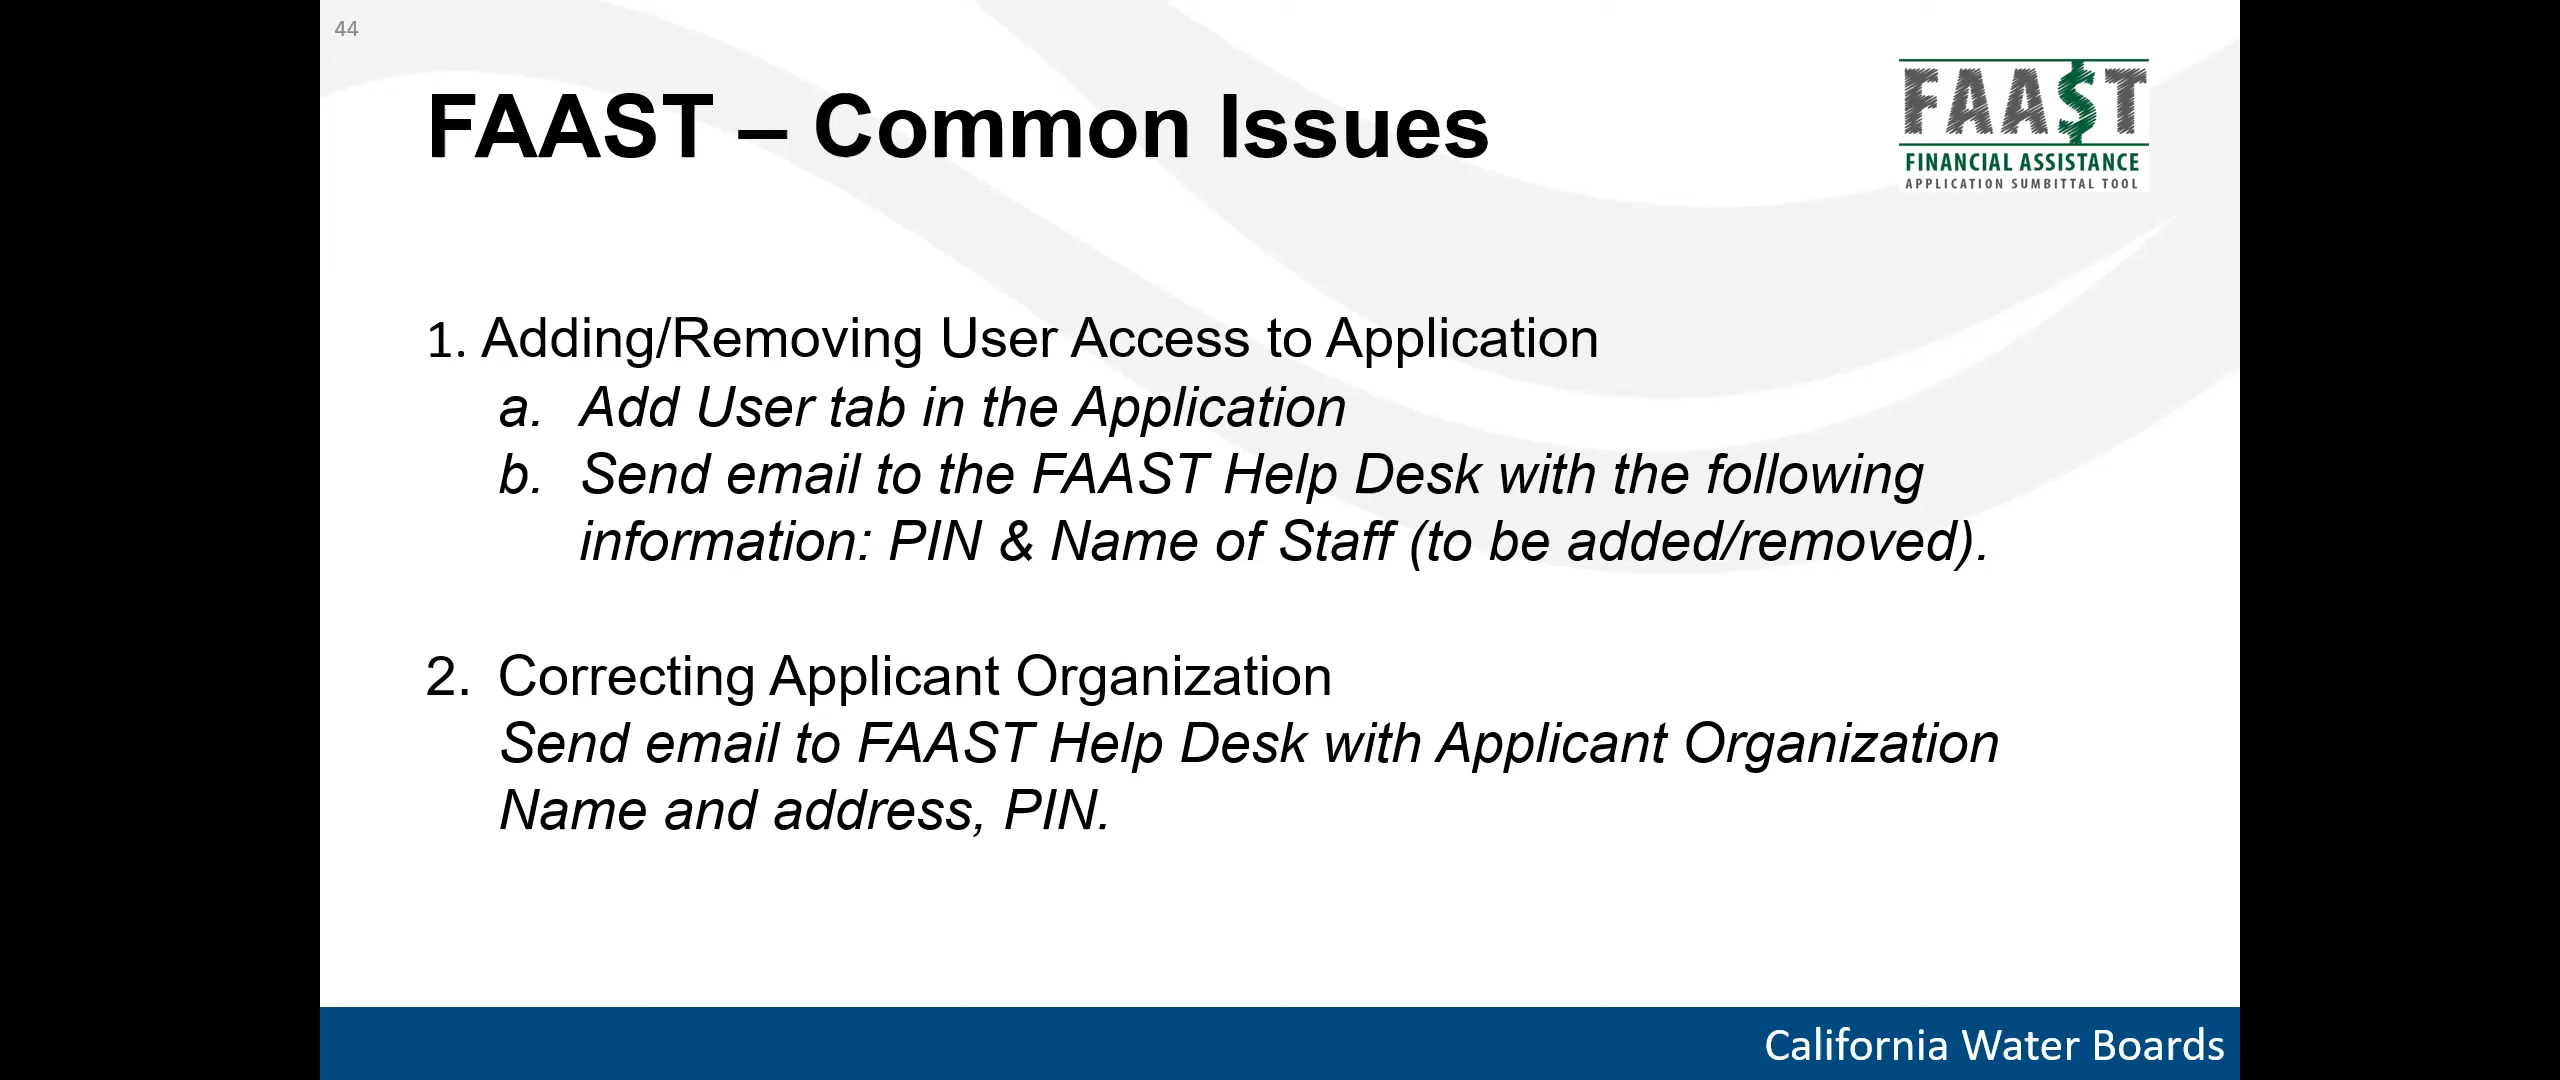 44
FAAST – Common Issues
FAA$T
FINANCIAL ASSISTANCE
APPLICATION SUMBITTAL TOOL
1. Adding/Removing User Access to Application
a. Add User tab in the Application
b. Send email to the FAAST Help Desk with the following
information: PIN & Name of Staff (to be added/removed).
2. Correcting Applicant Organization
Send email to FAAST Help Desk with Applicant Organization
Name and address, PIN.
California Water Boards